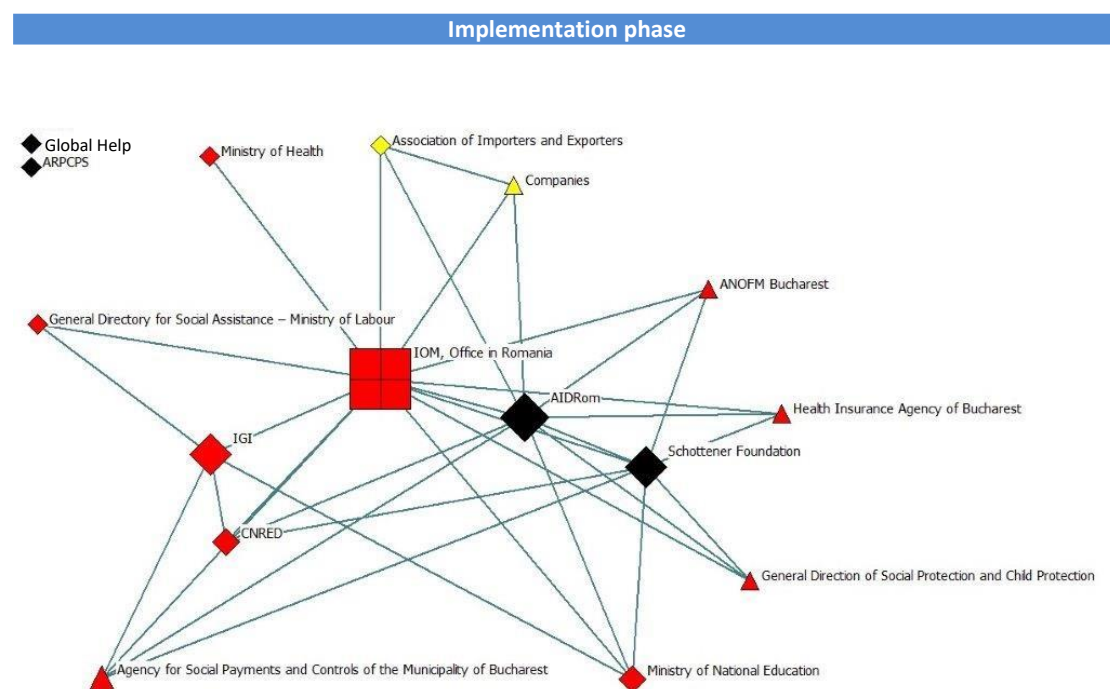 Implementation phase
Global Help
ARPCPS
Ministry of Health
Association of Importers and Exporters
Companies
ANOFM Bucharest
General Directory for Social Assistance – Ministry of Labour
IOM, Office in Romania
AIDRom
Health Insurance Agency of Bucharest
IGI
Schottener Foundation
CNRED
General Direction of Social Protection and Child Protection
Agency for Social Payments and Controls of the Municipality of Bucharest
Ministry of National Education